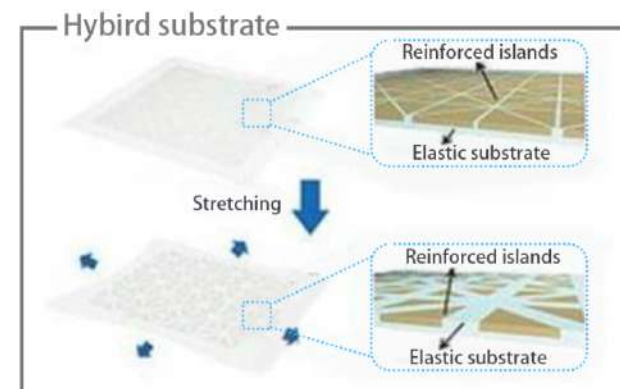 Hybird substrate
Reinforced islands
Elastic substrate
Stretching
Reinforced islands
Elastic substrate